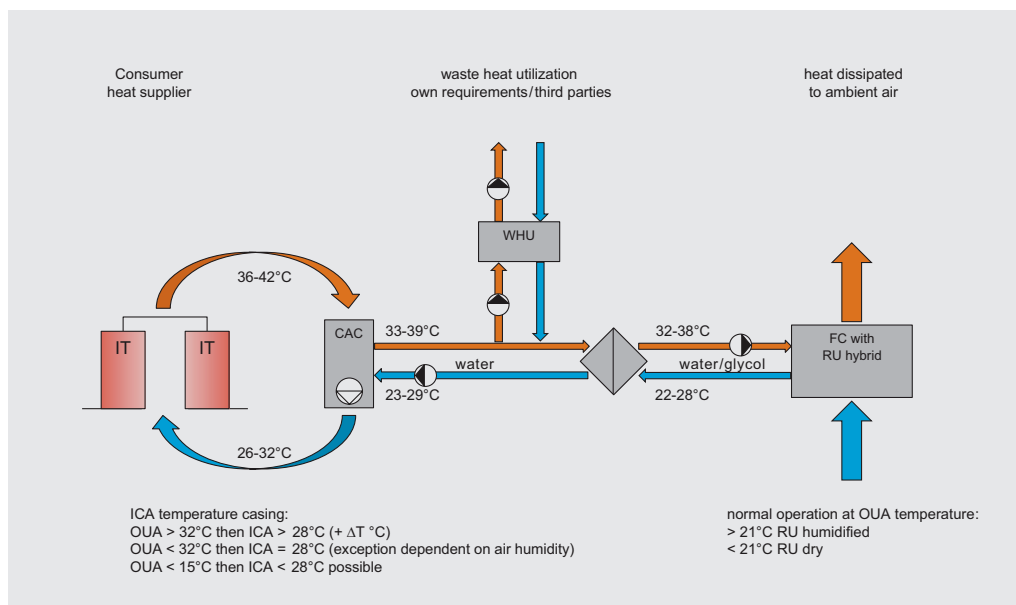 Consumer
heat supplier
waste heat utilization
own requirements/third parties
heat dissipated
to ambient air
WHU
36-42°C
IT
IT
CAC
33-39°C
water
23-29°C
32-38°C
water/glycol
22-28°C
FC with
RU hybrid
26-32°C
ICA temperature casing:
OUA > 32°C then ICA > 28°C (+ ΔT °C)
OUA < 32°C then ICA = 28°C (exception dependent on air humidity)
OUA < 15°C then ICA < 28°C possible
normal operation at OUA temperature:
> 21°C RU humidified
< 21°C RU dry